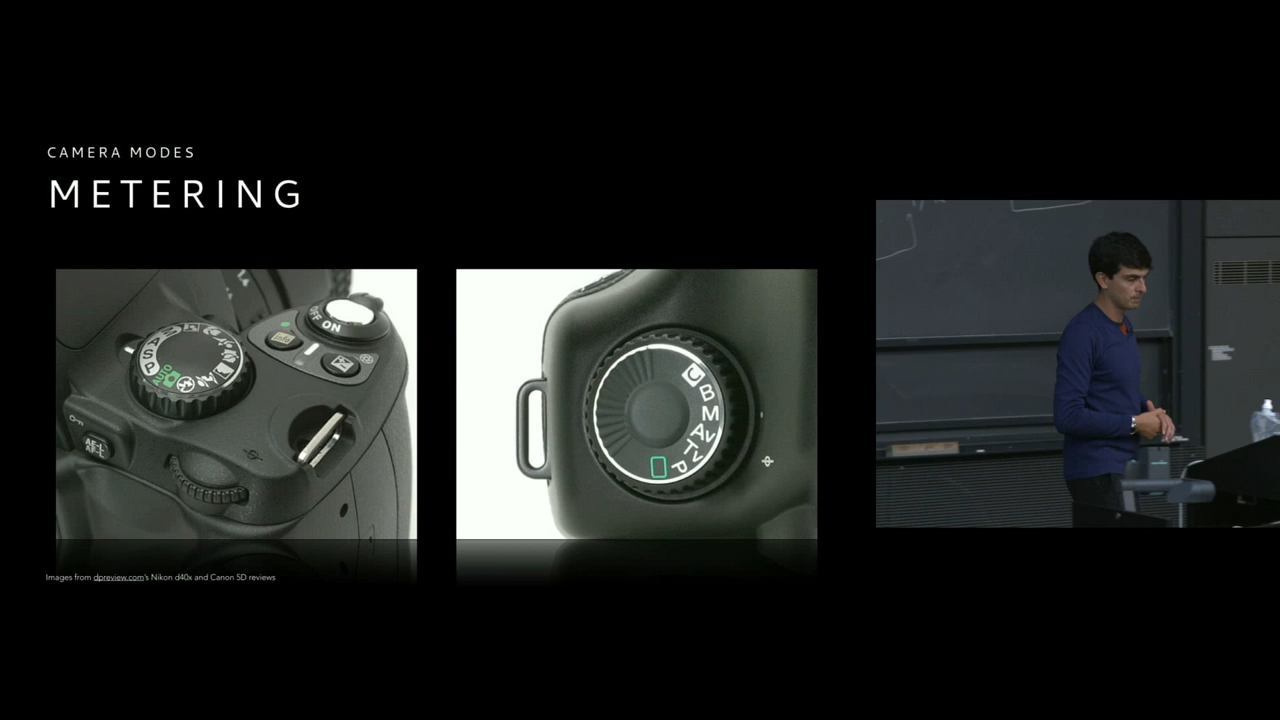 CAMERA MODES
METERING
OFF ON
M
A
S
P
AUTO
AE-L
AF-L
C
B
M
Av
Tv
P
Images from dpreview.com's Nikon d40x and Canon 5D reviews